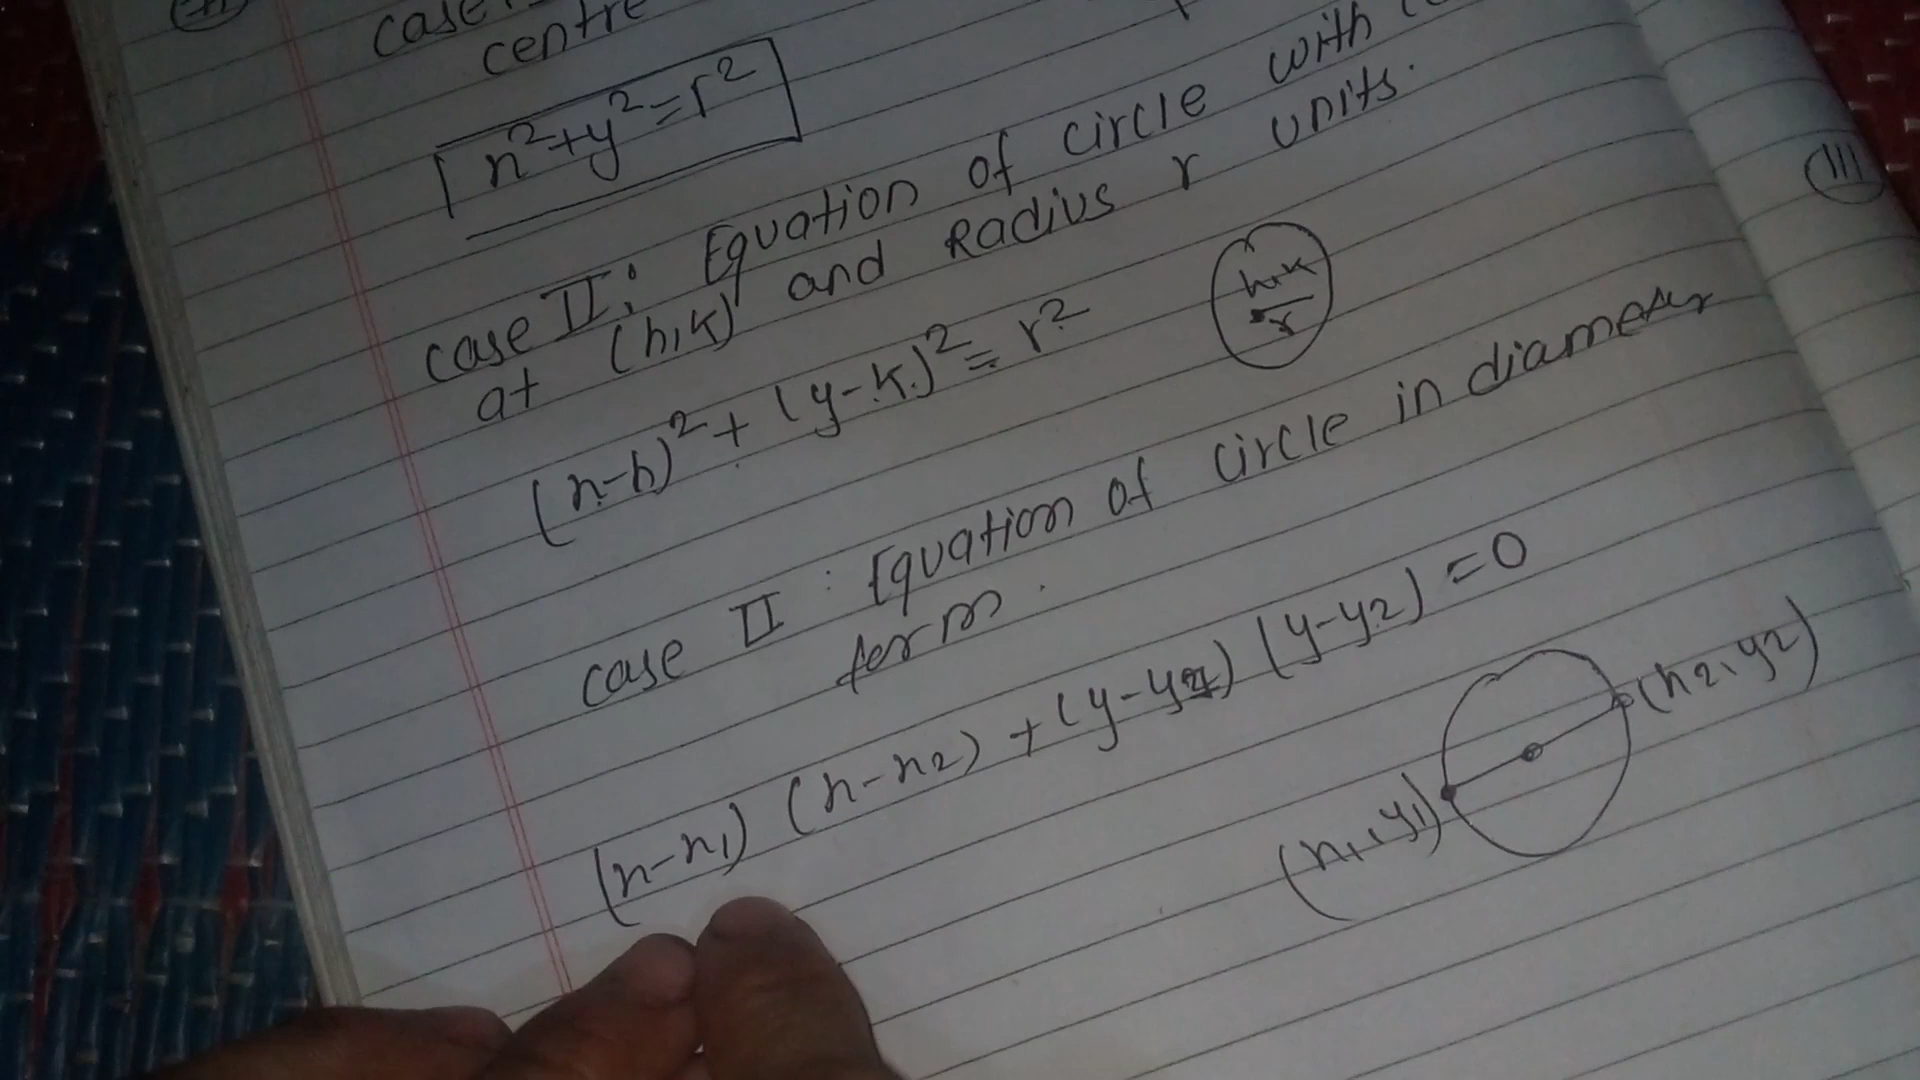 case
centre
x²+y²=r²
case II: Equation of circle with
at (h,k) and Radius r units.
(x-h)² + (y-k)² = r²
h,k
r
case II : Equation of circle in diameter
form.
(x-x1) (x-x2) + (y-y1) (y-y2) = 0
(x2, y2)
(x1, y1)
III